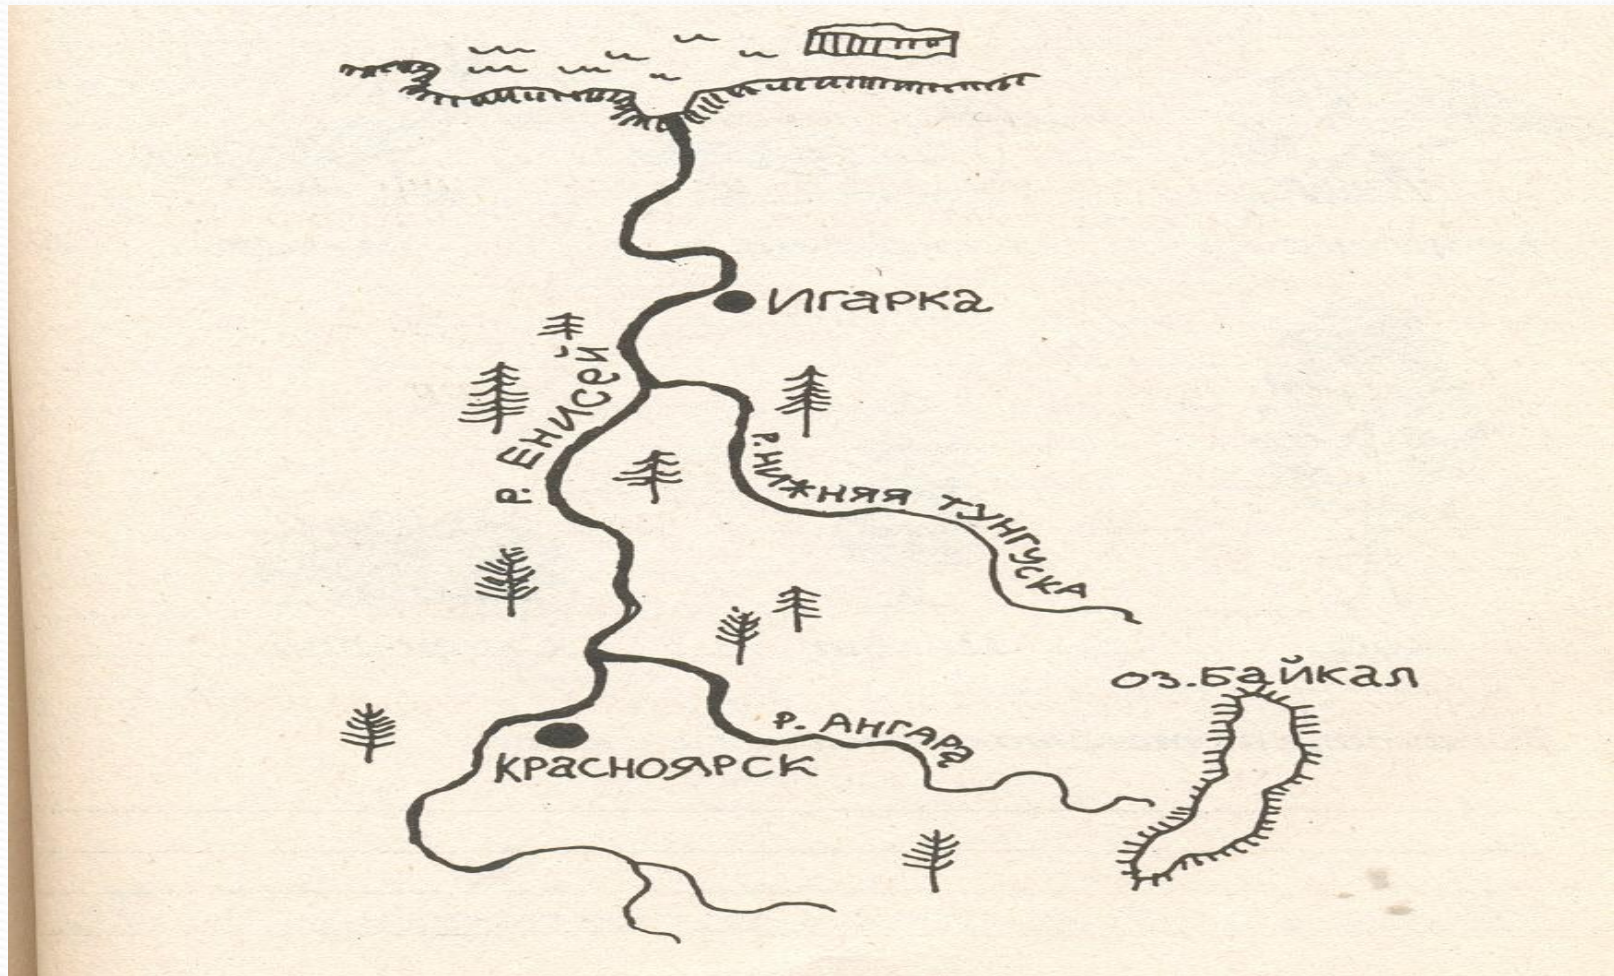 Игарка
р. Енисей
р. Нижняя Тунгуска
оз. Байкал
р. Ангара
Красноярск